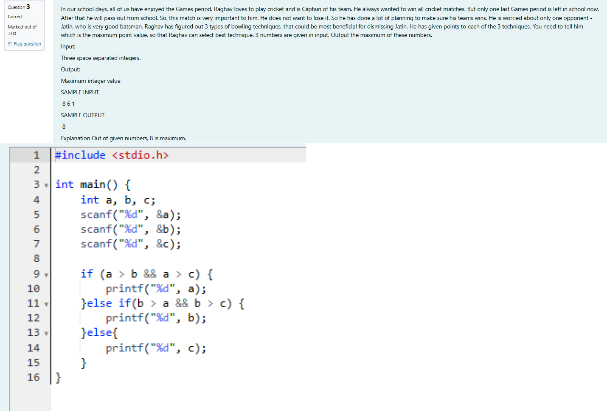 Question 3
Correct
Marked out of
Flag question
In our school days, all of us have enjoyed the Games period. Raghav loves to play cricket and is Captain of his team. He always wanted to win all cricket matches. But only one last Games period is left in school now.
After that he will pass out from school. So, this match is very important to him. He does not want to lose it. So he has done a lot of planning to make sure his teams wins. He is worried about only one opponent -
Jatin, who is very good batsman. Raghav has figured out 3 types of bowling techniques, that could be most beneficial for dismissing Jatin. He has given points to each of the 3 techniques. You need to tell him
which is the maximum point value, so that Raghav can select best technique. 3 numbers are given in input. Output the maximum of these numbers.
Input:
Three space separated integers.
Output:
Maximum integer value
SAMPLE INPUT
8 6 1
SAMPLE OUTPUT
8
Explanation Out of given numbers, 8 is maximum.
1 #include <stdio.h>
2
3 int main() {
4 int a, b, c;
5 scanf("%d", &a);
6 scanf("%d", &b);
7 scanf("%d", &c);
8
9 if (a > b && a > c) {
10 printf("%d", a);
11 }else if(b > a && b > c) {
12 printf("%d", b);
13 }else{
14 printf("%d", c);
15 }
16 }